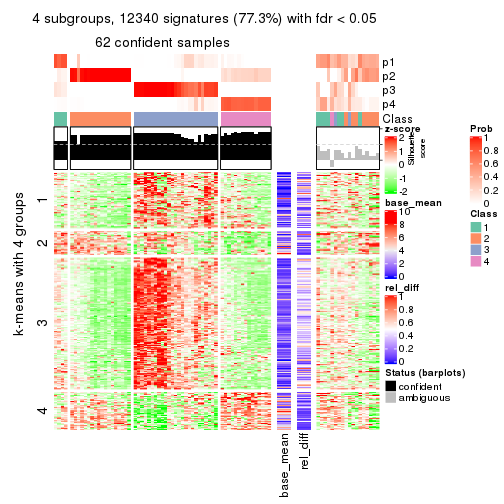 4 subgroups, 12340 signatures (77.3%) with fdr < 0.05
62 confident samples
p1
p2
p3
p4
Class
Silhouette
score
k-means with 4 groups
1
2
3
4
base_mean
rel_diff
z-score
2
1
0
-1
-2
base_mean
10
8
6
4
2
0
rel_diff
1
0.8
0.6
0.4
0.2
0
Status (barplots)
confident
ambiguous
Prob
1
0.8
0.6
0.4
0.2
0
Class
1
2
3
4